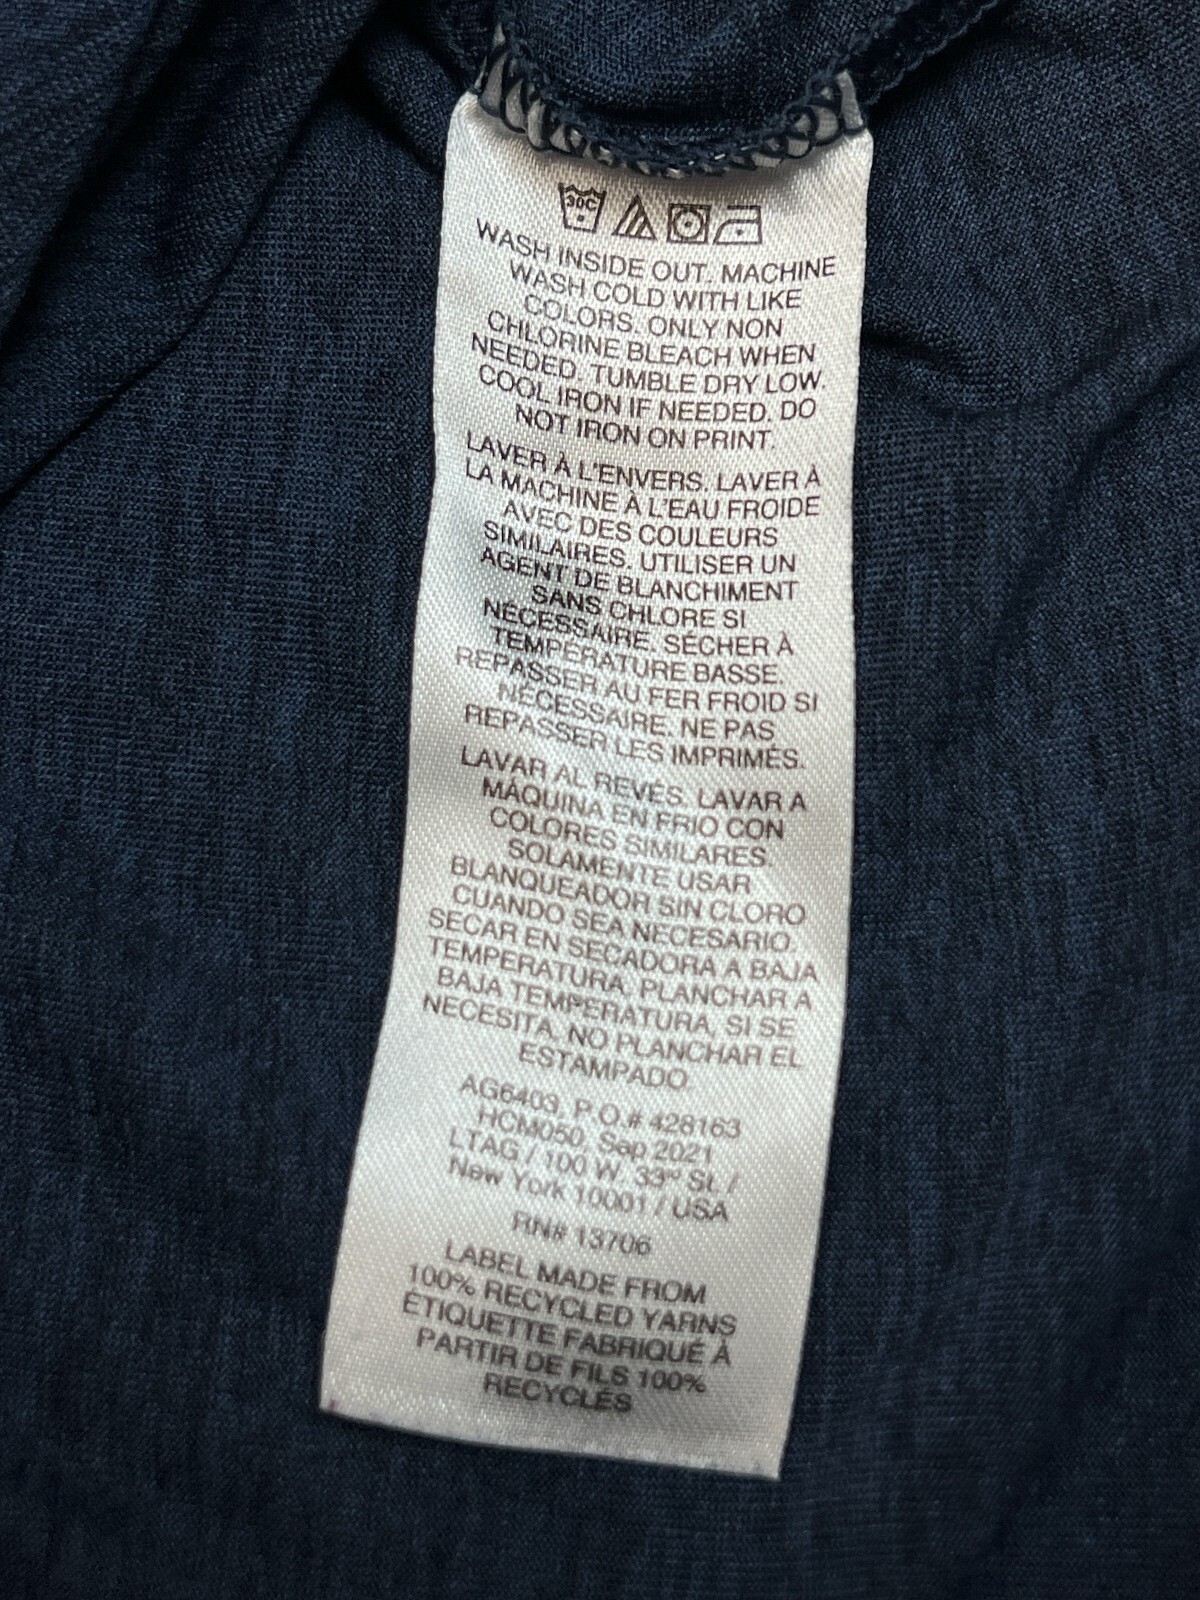 30C
WASH INSIDE OUT. MACHINE
WASH COLD WITH LIKE
COLORS. ONLY NON
CHLORINE BLEACH WHEN
NEEDED. TUMBLE DRY LOW.
COOL IRON IF NEEDED. DO
NOT IRON ON PRINT.
LAVER À L'ENVERS. LAVER À
LA MACHINE À L'EAU FROIDE
AVEC DES COULEURS
SIMILAIRES. UTILISER UN
AGENT DE BLANCHIMENT
SANS CHLORE SI
NÉCESSAIRE. SÉCHER À
TEMPÉRATURE BASSE.
REPASSER AU FER FROID SI
NÉCESSAIRE. NE PAS
REPASSER LES IMPRIMÉS.
LAVAR AL REVÉS. LAVAR A
MÁQUINA EN FRIO CON
COLORES SIMILARES.
SOLAMENTE USAR
BLANQUEADOR SIN CLORO
CUANDO SEA NECESARIO.
SECAR EN SECADORA A BAJA
TEMPERATURA. PLANCHAR A
BAJA TEMPERATURA, SI SE
NECESITA. NO PLANCHAR EL
ESTAMPADO.
AG6403, P.O.# 428163
HCM050 Sep 2021
LTAG / 100 W. 33rd St. /
New York 10001 / USA
RN# 13706
LABEL MADE FROM
100% RECYCLED YARNS
ÉTIQUETTE FABRIQUÉ À
PARTIR DE FILS 100%
RECYCLÉS